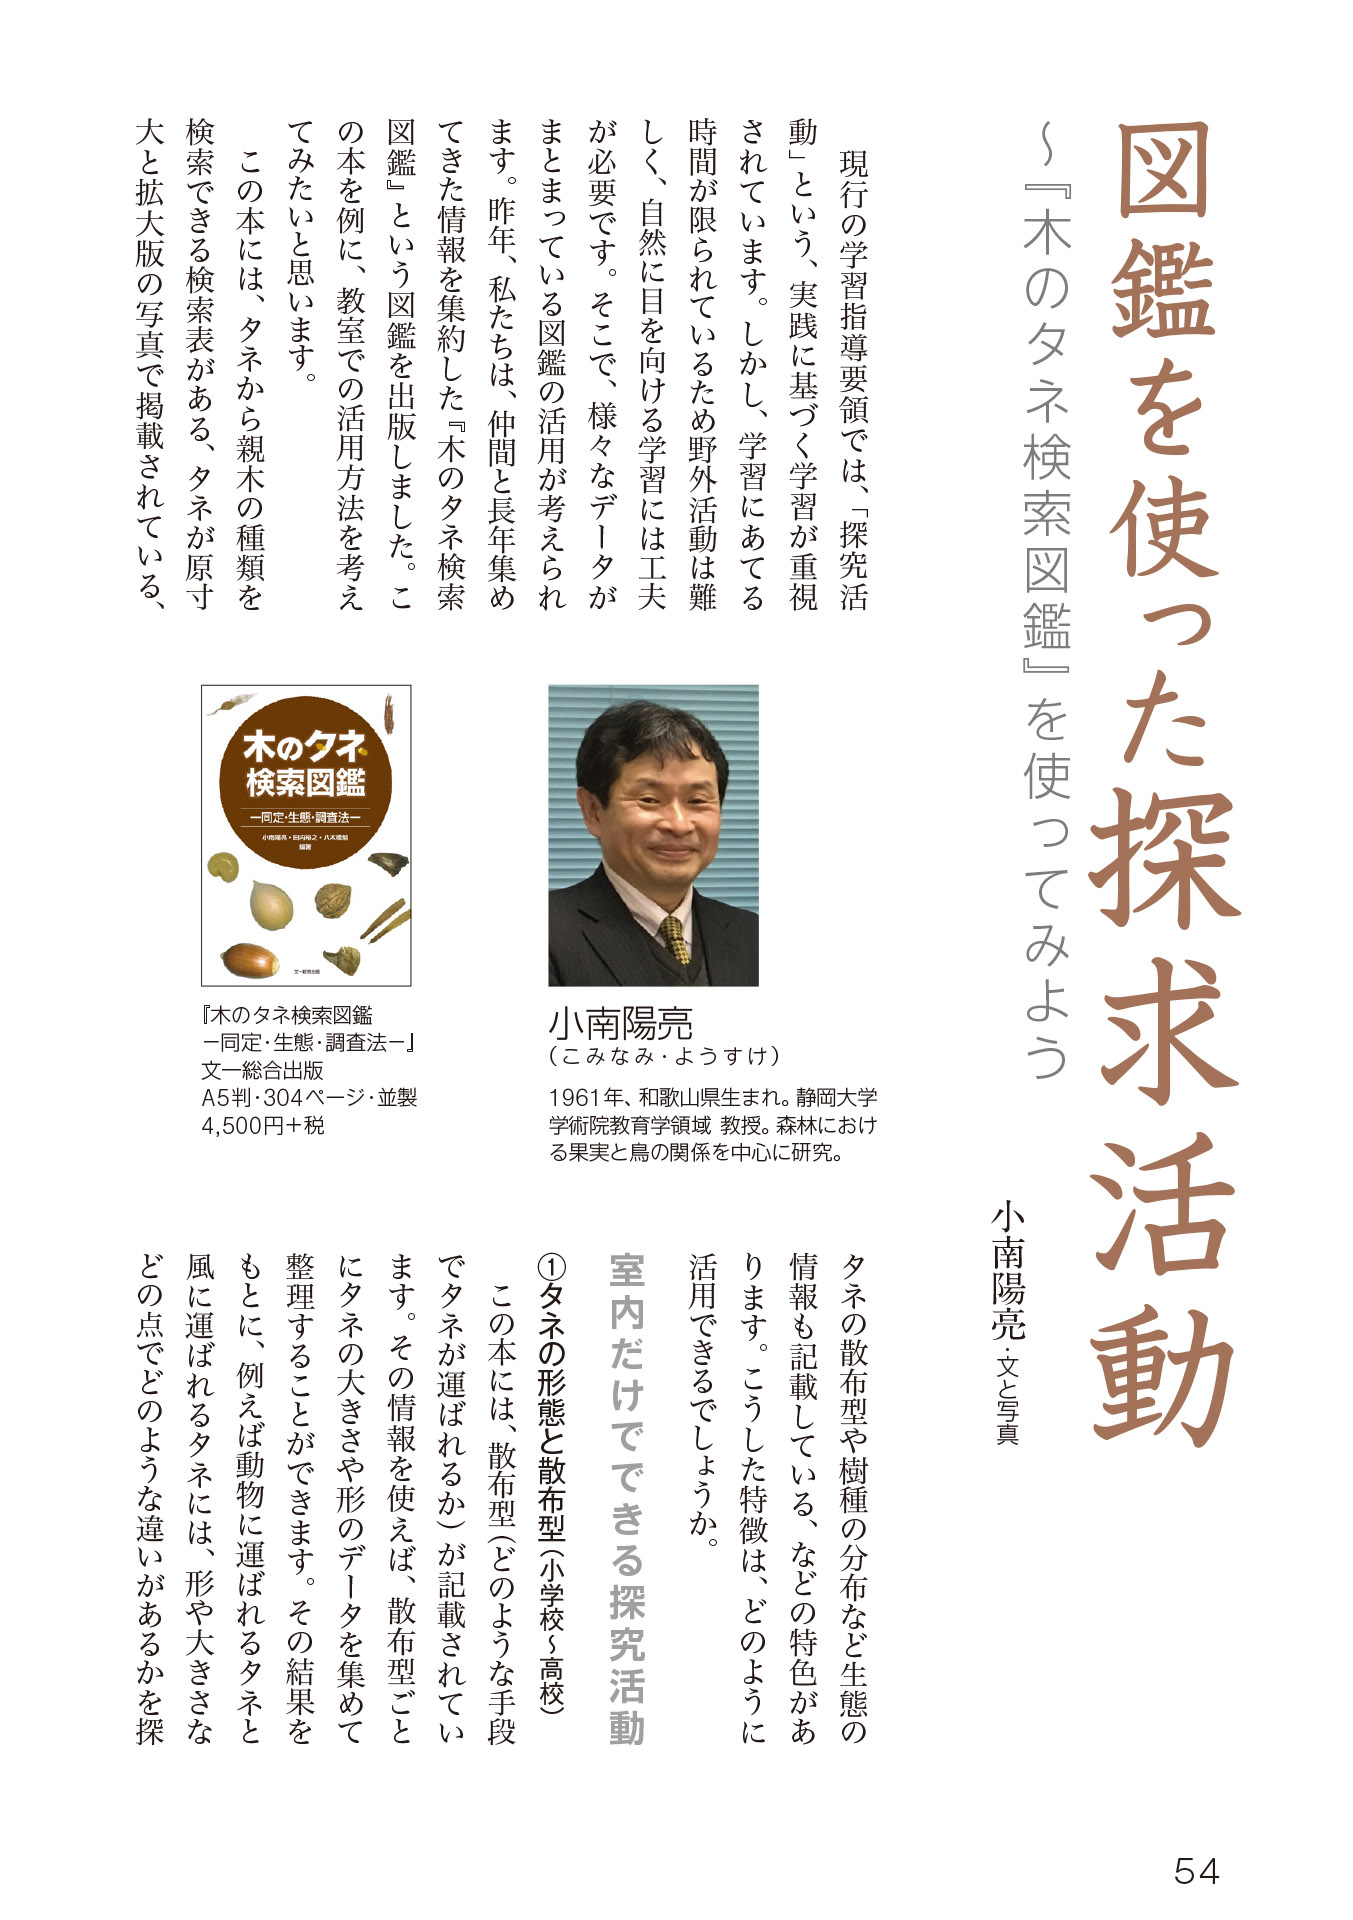 図鑑を使った探求活動
〜『木のタネ検索図鑑』を使ってみよう
小南陽亮・文と写真
　現行の学習指導要領では、「探究活
動」という、実践に基づく学習が重視
されています。しかし、学習にあてる
時間が限られているため野外活動は難
しく、自然に目を向ける学習には工夫
が必要です。そこで、様々なデータが
まとまっている図鑑の活用が考えられ
ます。昨年、私たちは、仲間と長年集め
てきた情報を集約した『木のタネ検索
図鑑』という図鑑を出版しました。こ
の本を例に、教室での活用方法を考え
てみたいと思います。
　この本には、タネから親木の種類を
検索できる検索表がある、タネが原寸
大と拡大版の写真で掲載されている、
小南陽亮
（こみなみ・ようすけ）
1961年、和歌山県生まれ。静岡大学
学術院教育学領域 教授。森林におけ
る果実と鳥の関係を中心に研究。
木のタネ
検索図鑑
―同定・生態・調査法―
小南陽亮・田内裕之・八木橋勉
編著
文一総合出版
『木のタネ検索図鑑
―同定・生態・調査法―』
文一総合出版
A5判・304ページ・並製
4,500円+税
タネの散布型や樹種の分布など生態の
情報も記載している、などの特色があ
ります。こうした特徴は、どのように
活用できるでしょうか。
室内だけでできる探究活動
①タネの形態と散布型（小学校〜高校）
　この本には、散布型（どのような手段
でタネが運ばれるか）が記載されてい
ます。その情報を使えば、散布型ごと
にタネの大きさや形のデータを集めて
整理することができます。その結果を
もとに、例えば動物に運ばれるタネと
風に運ばれるタネには、形や大きさな
どの点でどのような違いがあるかを探
54